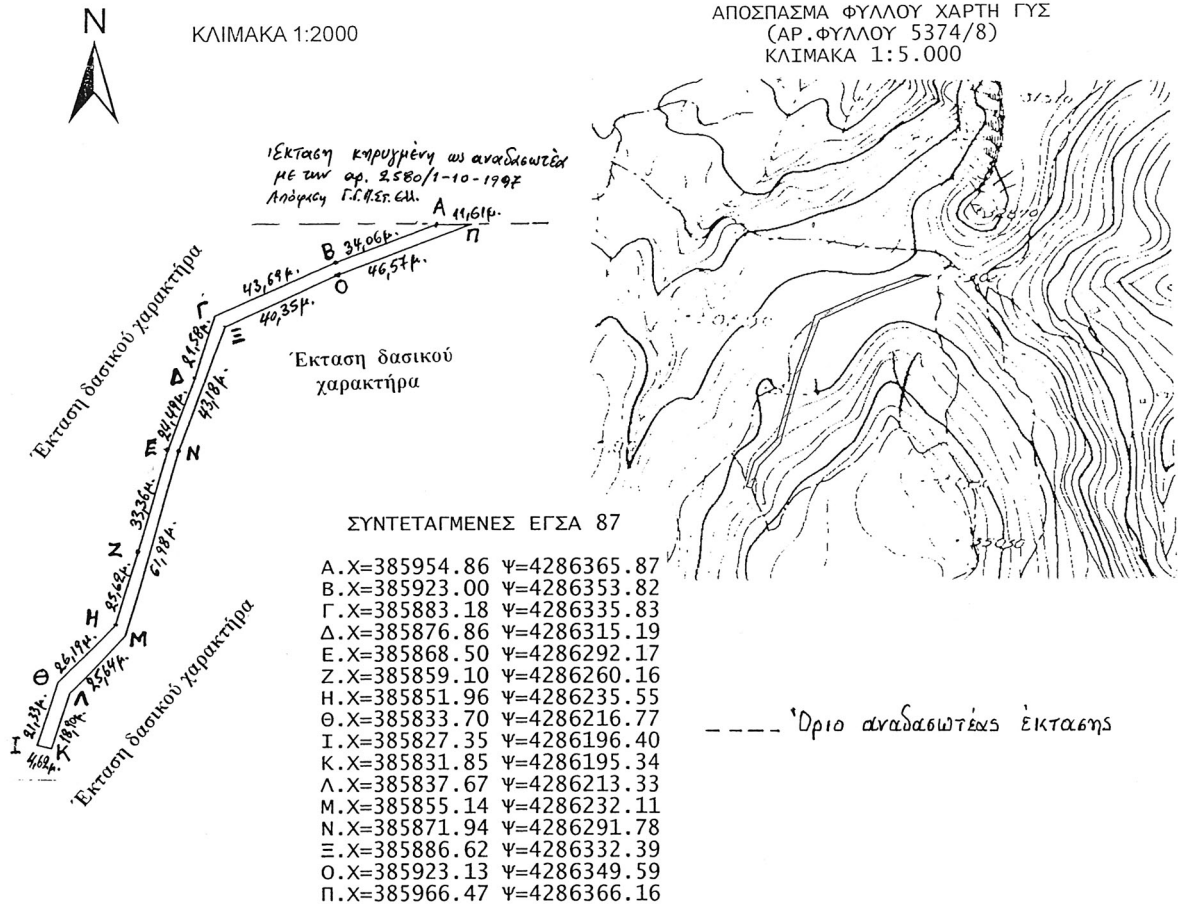 N
ΚΛΙΜΑΚΑ 1:2000
ΑΠΟΣΠΑΣΜΑ ΦΥΛΛΟΥ ΧΑΡΤΗ ΓΥΣ
(ΑΡ.ΦΥΛΛΟΥ 5374/8)
ΚΛΙΜΑΚΑ 1:5.000
Έκταση κηρυγμένη ως αναδασωτέα
με την αρ. 2580/1-10-1997
Απόφαση Γ.Γ.Π.ΣΤ.Ελλ.
Α 11,61μ.
Π
Β 34,06μ.
46,57μ.
Ο
43,69μ.
40,35μ.
Γ
Ξ
21,58μ.
Δ
43,18μ.
24,49μ.
Ε
Ν
33,36μ.
61,98μ.
Ζ
25,62μ.
Η
Μ
26,19μ.
25,64μ.
Θ
Λ
21,33μ.
18,90μ.
Ι
Κ
4,62μ.
Έκταση δασικού χαρακτήρα
Έκταση δασικού
χαρακτήρα
Έκταση δασικού χαρακτήρα
ΣΥΝΤΕΤΑΓΜΕΝΕΣ ΕΓΣΑ 87
Α.Χ=385954.86 Ψ=4286365.87
Β.Χ=385923.00 Ψ=4286353.82
Γ.Χ=385883.18 Ψ=4286335.83
Δ.Χ=385876.86 Ψ=4286315.19
Ε.Χ=385868.50 Ψ=4286292.17
Ζ.Χ=385859.10 Ψ=4286260.16
Η.Χ=385851.96 Ψ=4286235.55
Θ.Χ=385833.70 Ψ=4286216.77
Ι.Χ=385827.35 Ψ=4286196.40
Κ.Χ=385831.85 Ψ=4286195.34
Λ.Χ=385837.67 Ψ=4286213.33
Μ.Χ=385855.14 Ψ=4286232.11
Ν.Χ=385871.94 Ψ=4286291.78
Ξ.Χ=385886.62 Ψ=4286332.39
Ο.Χ=385923.13 Ψ=4286349.59
Π.Χ=385966.47 Ψ=4286366.16
Όριο αναδασωτέας έκτασης